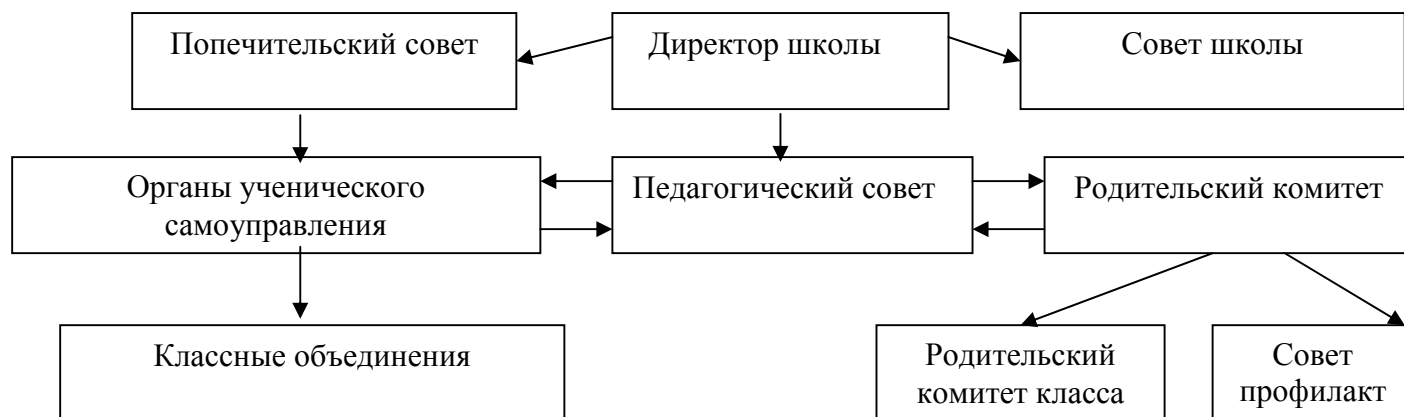 Попечительский совет
Директор школы
Совет школы
Органы ученического
самоуправления
Педагогический совет
Родительский комитет
Классные объединения
Родительский
комитет класса
Совет
профилакт